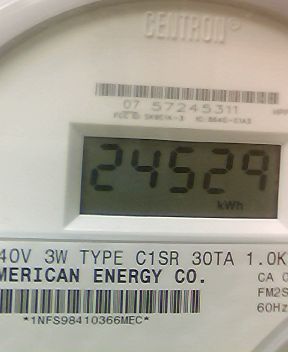 CENTRON®
07 57245311
24529
kWh
40V 3W TYPE C1SR 30TA 1.0K
MERICAN ENERGY CO.
CA
FM2S
60Hz
*1NFS98410366MEC*